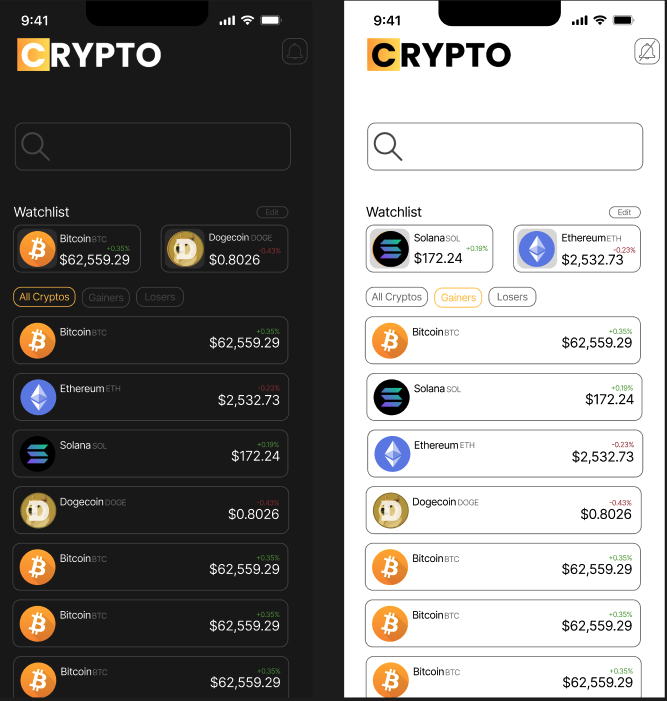 9:41
CRYPTO
Watchlist
Edit
Bitcoin BTC
+0.35%
$62,559.29
Dogecoin DOGE
-0.43%
$0.8026
All Cryptos
Gainers
Losers
Bitcoin BTC
+0.35%
$62,559.29
Ethereum ETH
-0.23%
$2,532.73
Solana SOL
+0.19%
$172.24
Dogecoin DOGE
-0.43%
$0.8026
Bitcoin BTC
+0.35%
$62,559.29
Bitcoin BTC
+0.35%
$62,559.29
Bitcoin BTC
+0.35%
$62,559.29
9:41
CRYPTO
Watchlist
Edit
Solana SOL
+0.19%
$172.24
Ethereum ETH
-0.23%
$2,532.73
All Cryptos
Gainers
Losers
Bitcoin BTC
+0.35%
$62,559.29
Solana SOL
+0.19%
$172.24
Ethereum ETH
-0.23%
$2,532.73
Dogecoin DOGE
-0.43%
$0.8026
Bitcoin BTC
+0.35%
$62,559.29
Bitcoin BTC
+0.35%
$62,559.29
Bitcoin BTC
+0.35%
$62,559.29